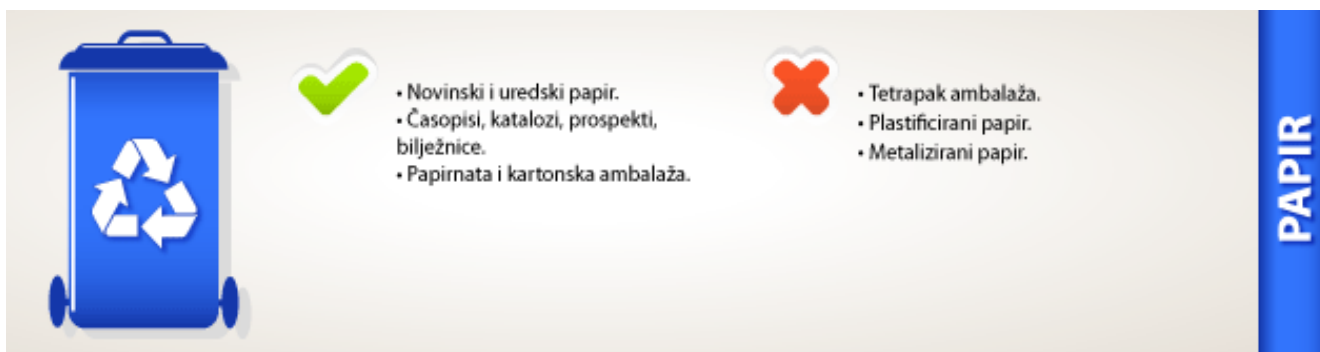 • Novinski i uredski papir.
• Časopisi, katalozi, prospekti,
bilježnice.
• Papirnata i kartonska ambalaža.
• Tetrapak ambalaža.
• Plastificirani papir.
• Metalizirani papir.
PAPIR